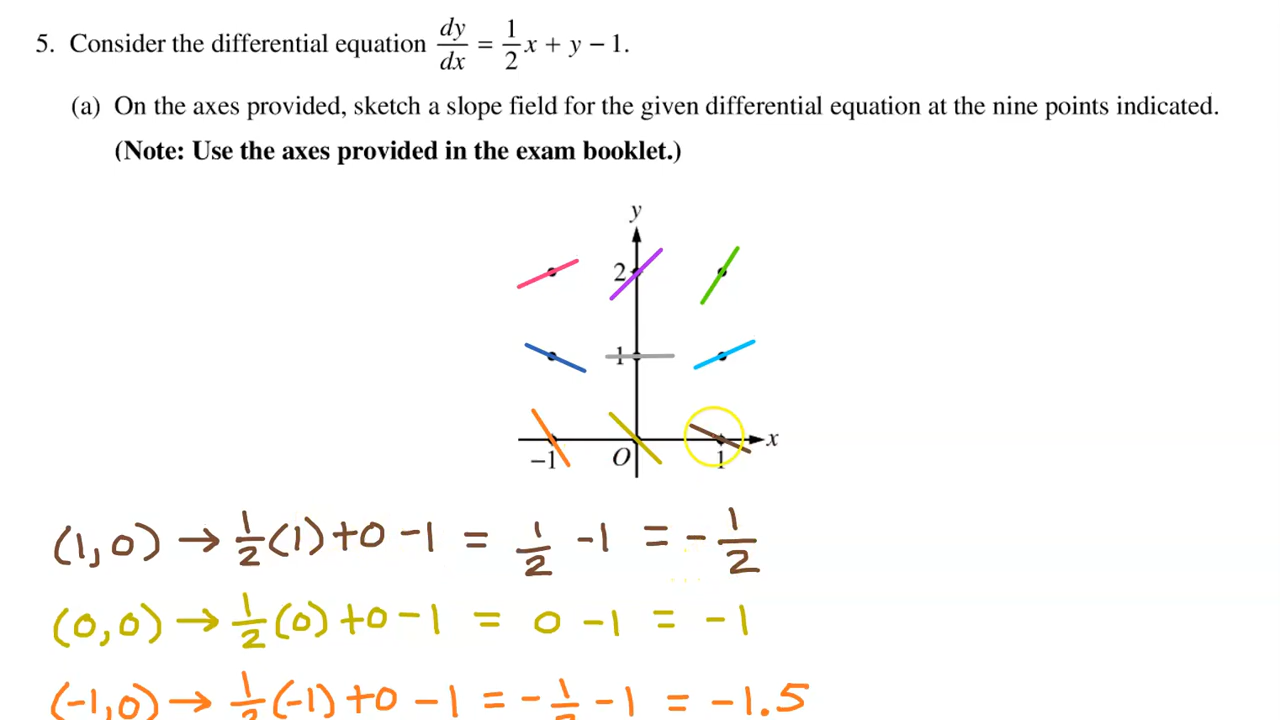 5. Consider the differential equation dy/dx = 1/2 x + y − 1.
(a) On the axes provided, sketch a slope field for the given differential equation at the nine points indicated.
(Note: Use the axes provided in the exam booklet.)
y
2
1
−1 O 1 x
(1,0) → 1/2 (1) + 0 − 1 = 1/2 − 1 = − 1/2
(0,0) → 1/2 (0) + 0 − 1 = 0 − 1 = −1
(−1,0) → 1/2 (−1) + 0 − 1 = − 1/2 − 1 = −1.5